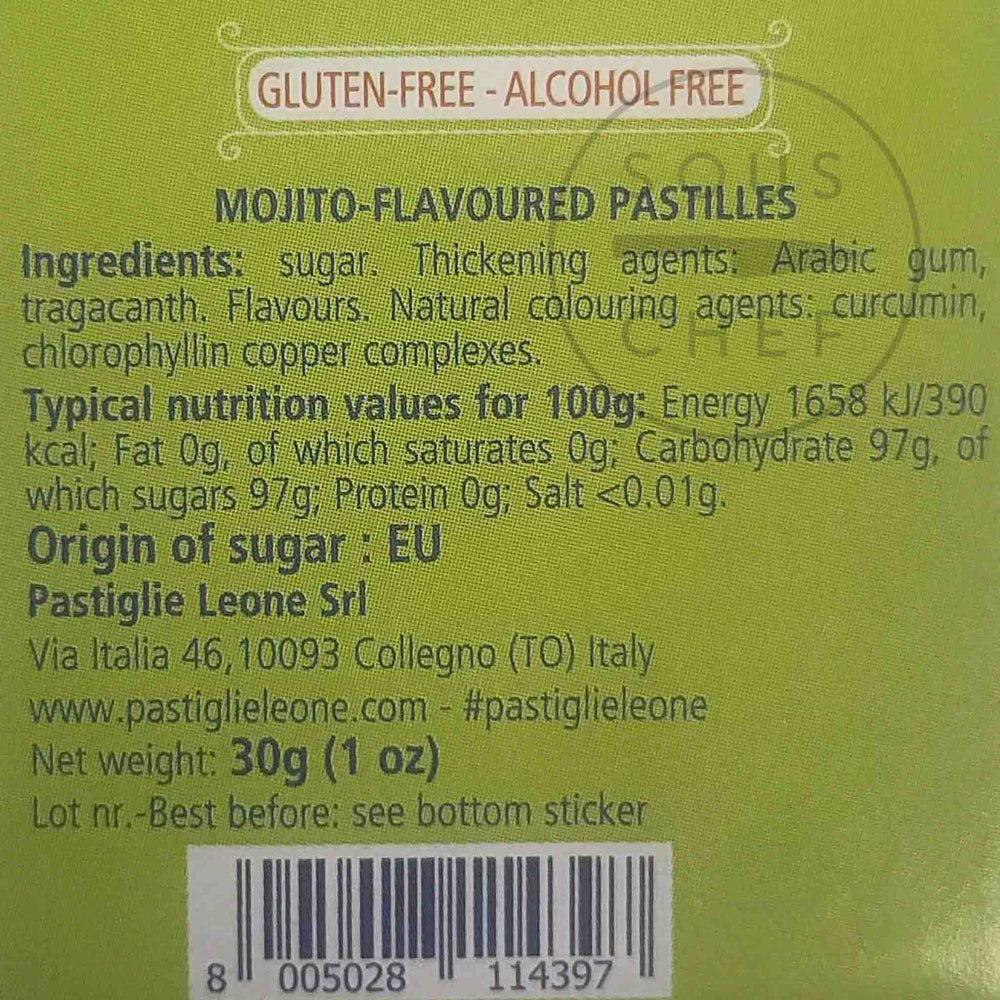 GLUTEN-FREE - ALCOHOL FREE
SOUS
CHEF
MOJITO-FLAVOURED PASTILLES
Ingredients: sugar. Thickening agents: Arabic gum,
tragacanth. Flavours. Natural colouring agents: curcumin,
chlorophyllin copper complexes.
Typical nutrition values for 100g: Energy 1658 kJ/390
kcal; Fat 0g, of which saturates 0g; Carbohydrate 97g, of
which sugars 97g; Protein 0g; Salt <0.01g.
Origin of sugar : EU
Pastiglie Leone Srl
Via Italia 46,10093 Collegno (TO) Italy
www.pastiglieleone.com - #pastiglieleone
Net weight: 30g (1 oz)
Lot nr.-Best before: see bottom sticker
8 005028 114397